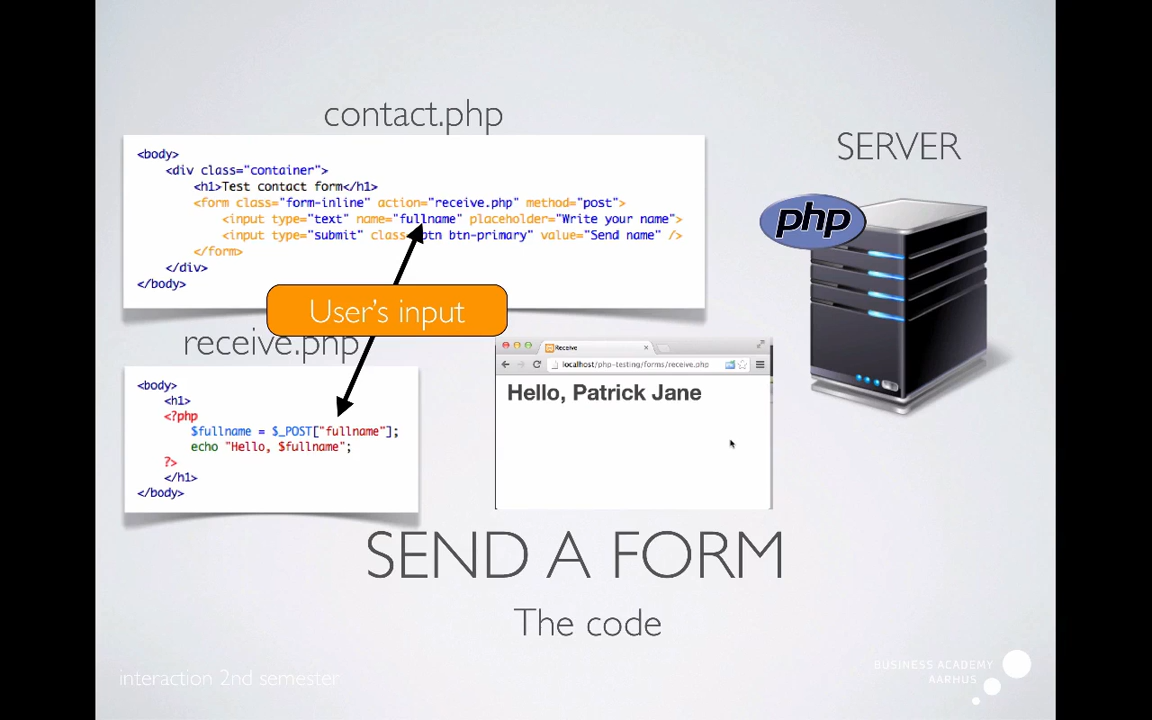 contact.php
SERVER
<body>
<div class="container">
<h1>Test contact form</h1>
<form class="form-inline" action="receive.php" method="post">
<input type="text" name="fullname" placeholder="Write your name">
<input type="submit" class="btn btn-primary" value="Send name" />
</form>
</div>
</body>
php
User's input
receive.php
<body>
<h1>
<?php
$fullname = $_POST["fullname"];
echo "Hello, $fullname";
?>
</h1>
</body>
Receive
localhost/php-testing/forms/receive.php
Hello, Patrick Jane
SEND A FORM
The code
interaction 2nd semester
BUSINESS ACADEMY
AARHUS